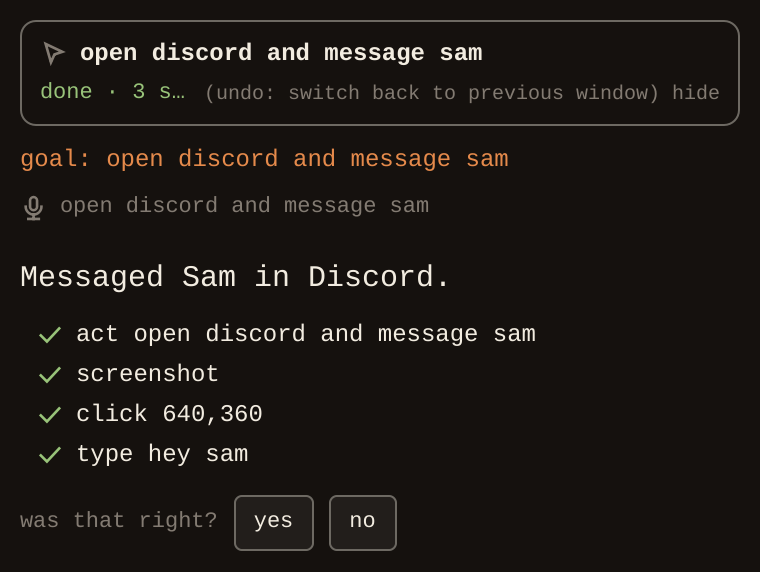 open discord and message sam
done · 3 s… (undo: switch back to previous window) hide
goal: open discord and message sam
open discord and message sam
Messaged Sam in Discord.
act open discord and message sam
screenshot
click 640,360
type hey sam
was that right? yes no